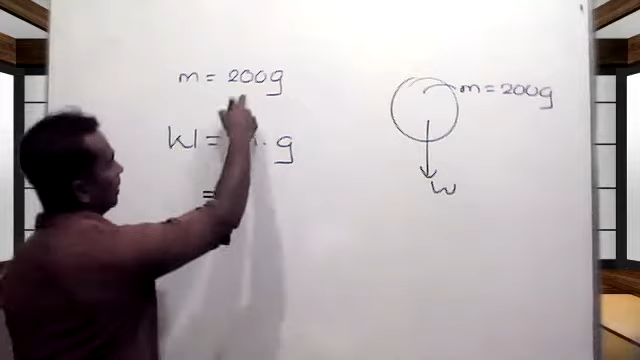 m = 200g
W = m. g
=
m = 200g
W